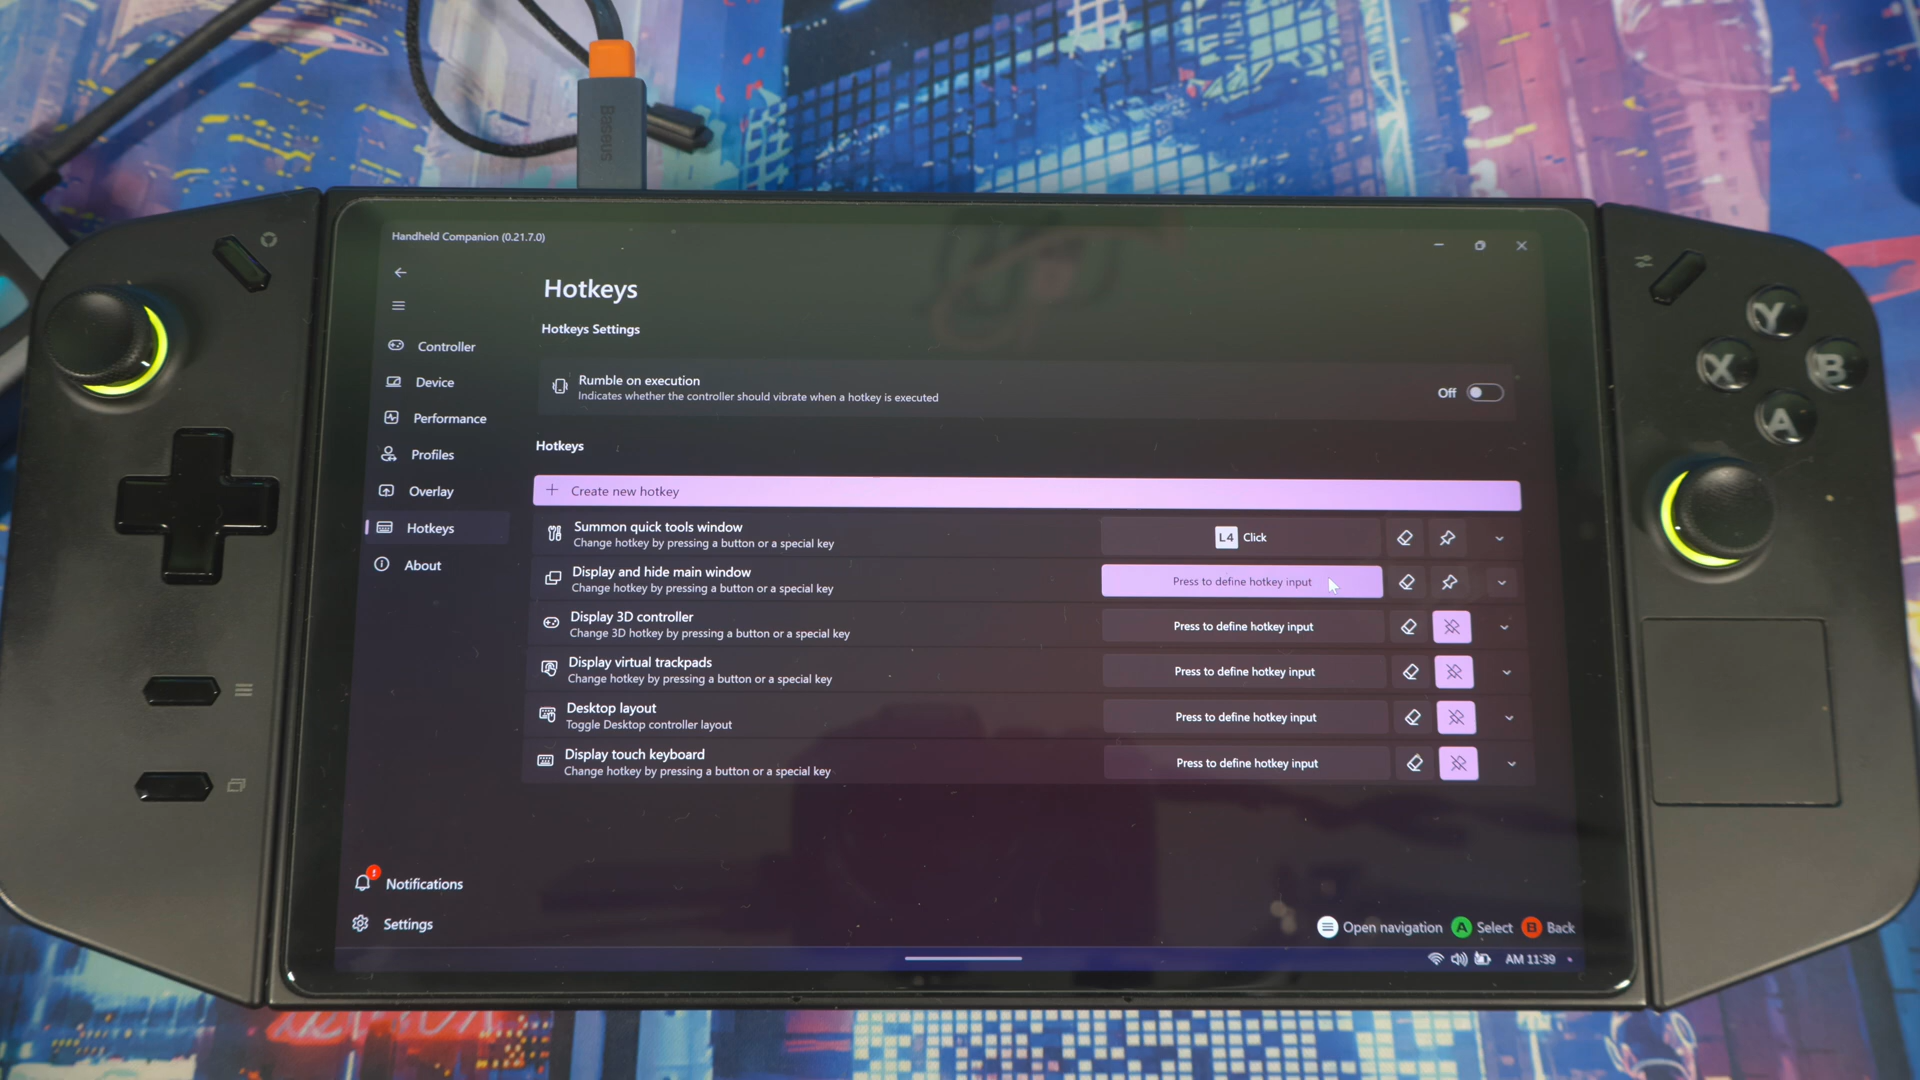 Baseus
Handheld Companion (0.21.7.0)
Hotkeys
Hotkeys Settings
Controller
Device
Performance
Profiles
Overlay
Hotkeys
About
Rumble on execution
Indicates whether the controller should vibrate when a hotkey is executed
Off
Hotkeys
Create new hotkey
Summon quick tools window
Change hotkey by pressing a button or a special key
L4 Click
Display and hide main window
Change hotkey by pressing a button or a special key
Press to define hotkey input
Display 3D controller
Change 3D hotkey by pressing a button or a special key
Press to define hotkey input
Display virtual trackpads
Change hotkey by pressing a button or a special key
Press to define hotkey input
Desktop layout
Toggle Desktop controller layout
Press to define hotkey input
Display touch keyboard
Change hotkey by pressing a button or a special key
Press to define hotkey input
Notifications
Settings
Open navigation A Select B Back
AM 11:39
Y
X B
A